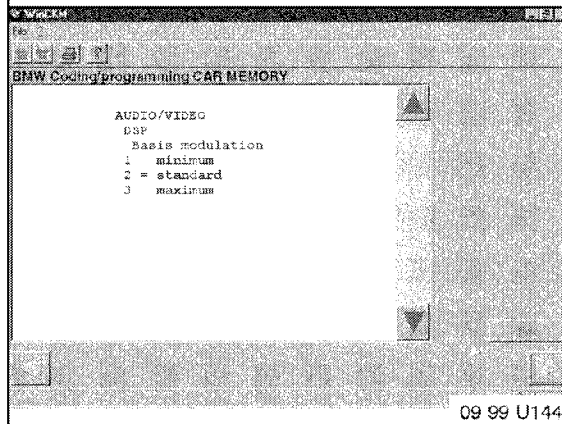 File ?
?
BMW Coding/programming CAR MEMORY
AUDIO/VIDEO
DSP
Basis modulation
1 minimum
2 = standard
3 maximum
09 99 U144